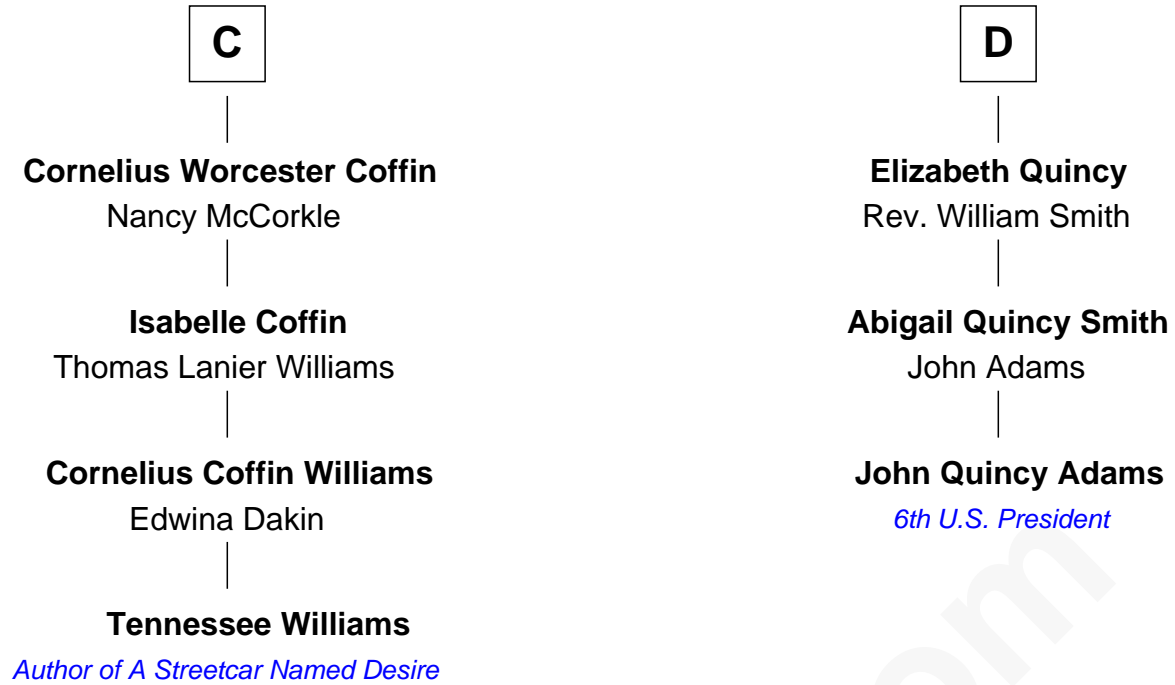 C
Cornelius Worcester Coffin
Nancy McCorkle
Isabelle Coffin
Thomas Lanier Williams
Cornelius Coffin Williams
Edwina Dakin
Tennessee Williams
Author of A Streetcar Named Desire
D
Elizabeth Quincy
Rev. William Smith
Abigail Quincy Smith
John Adams
John Quincy Adams
6th U.S. President
om